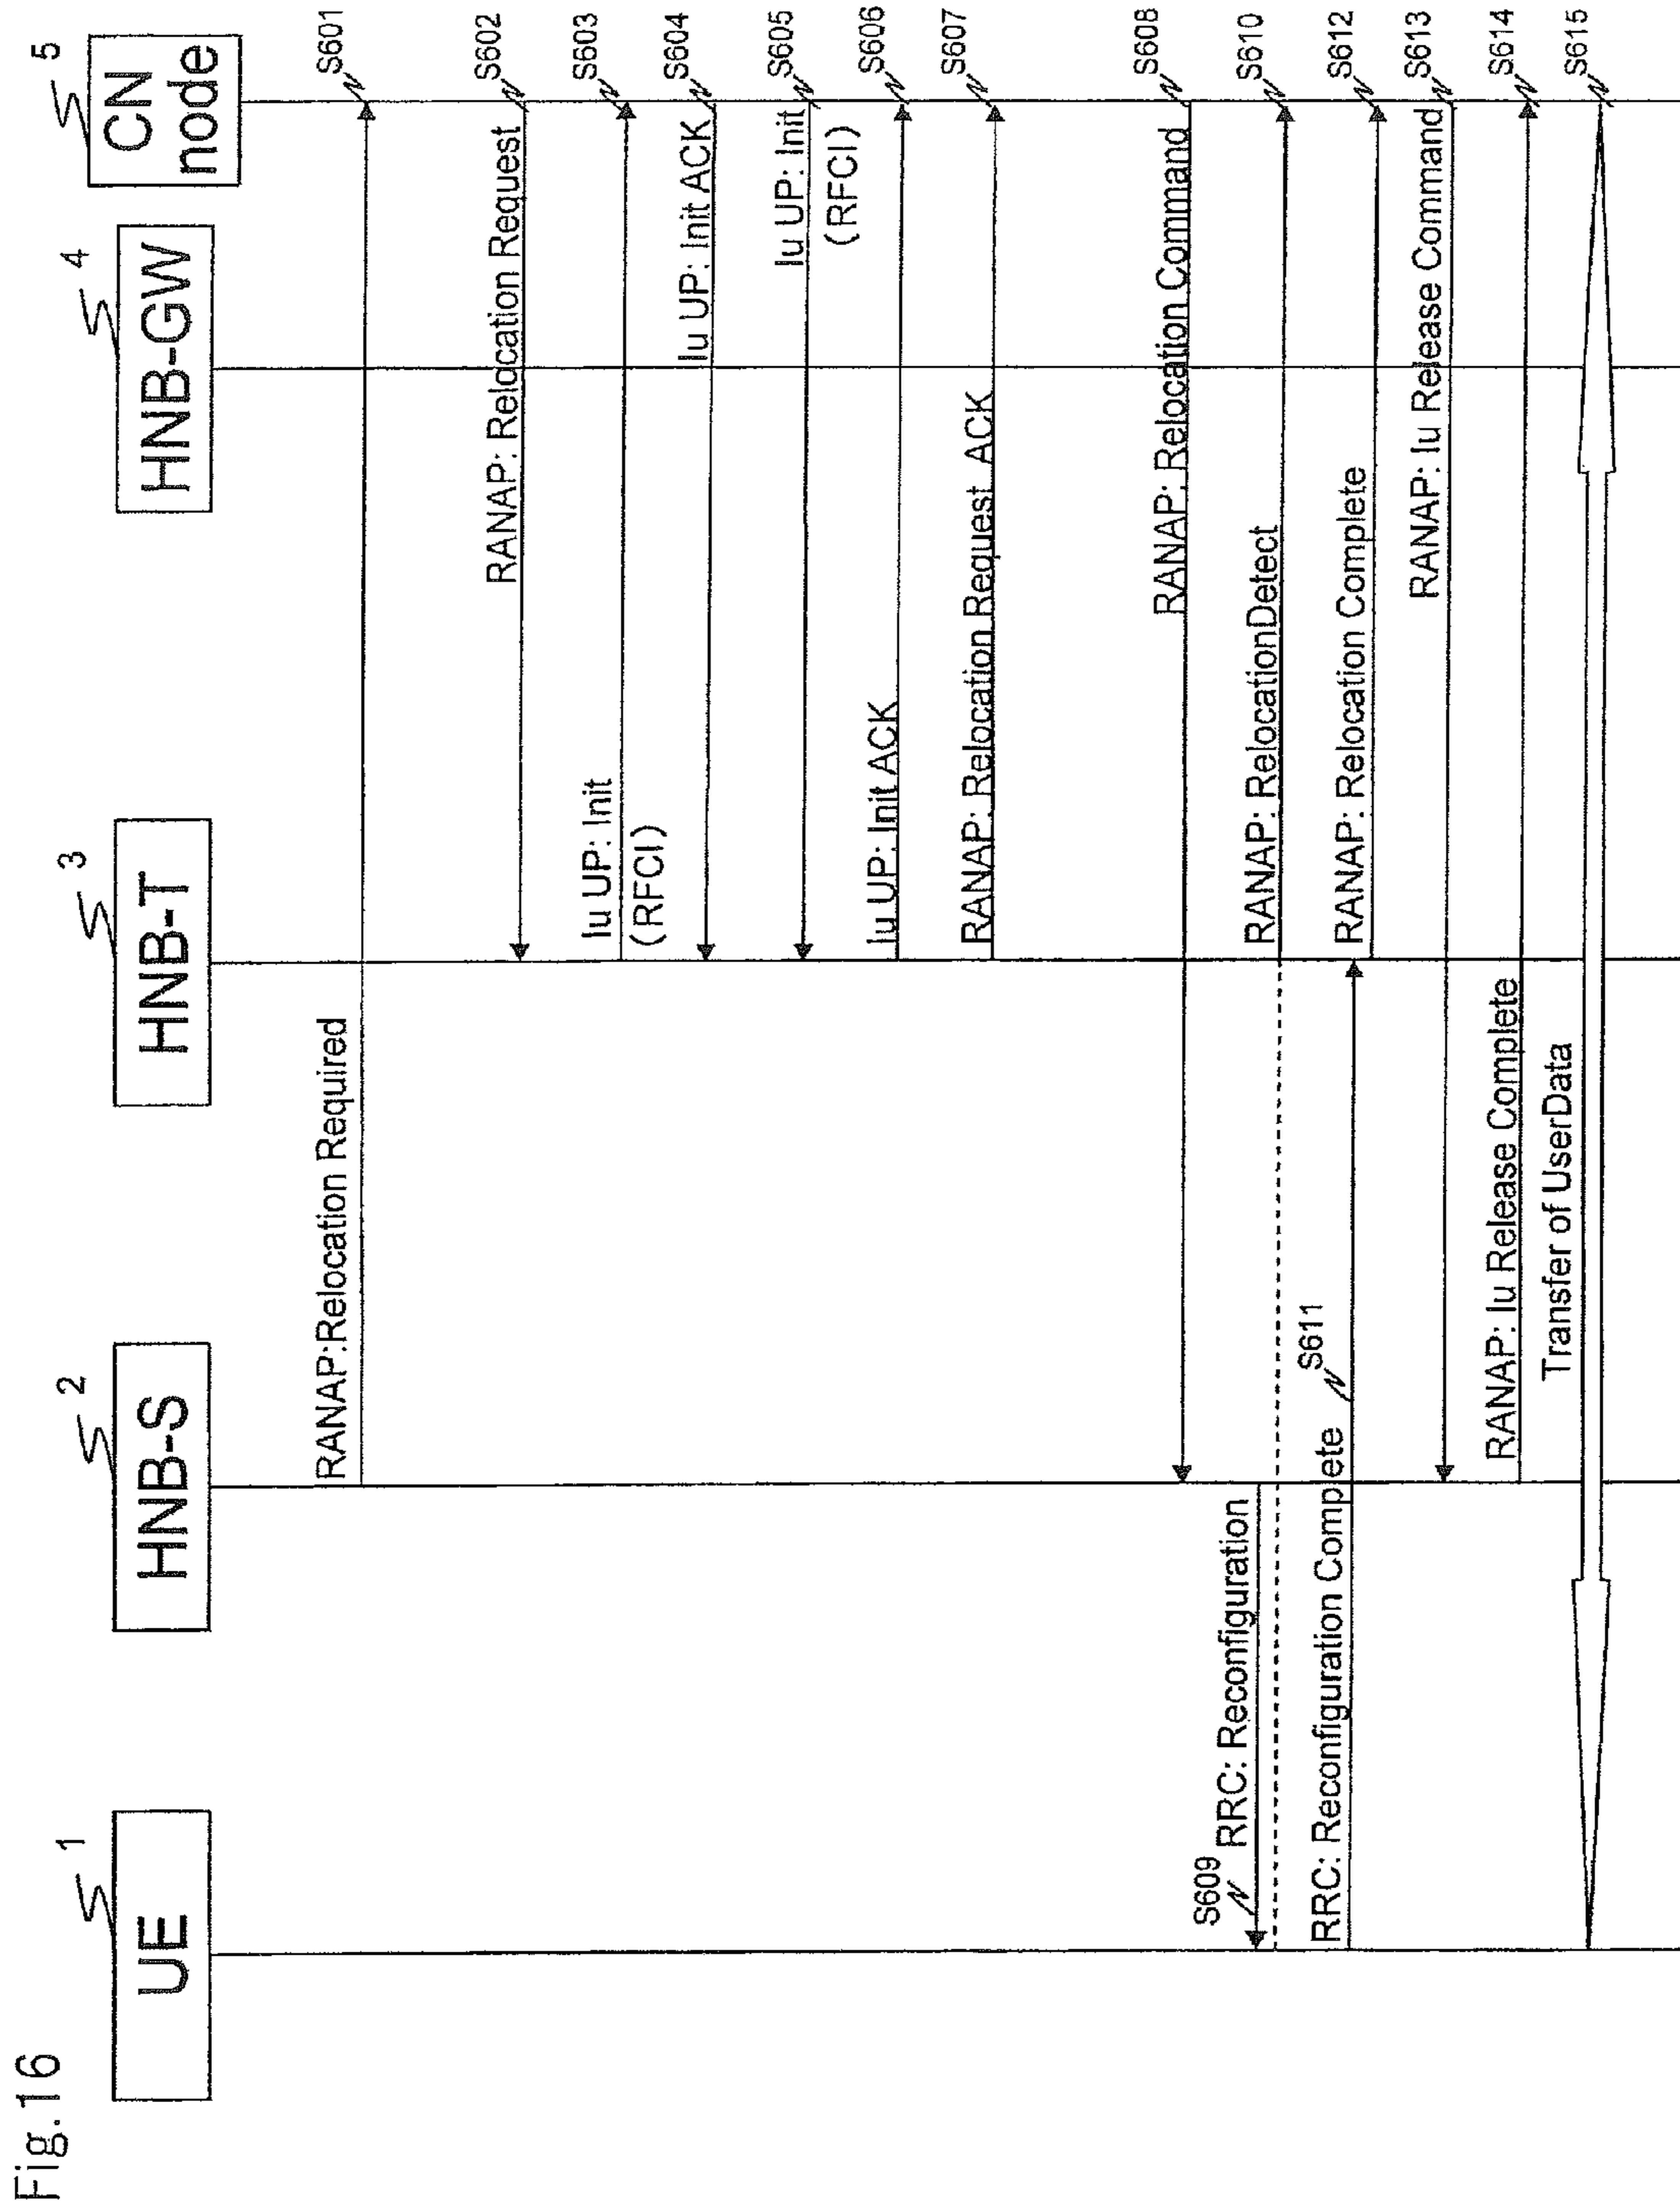 Fig.16
1
UE
2
HNB-S
3
HNB-T
4
HNB-GW
5
CN
node
RANAP:Relocation Required
S601
RANAP: Relocation Request
S602
Iu UP: Init
(RFCI)
S603
Iu UP: Init ACK
S604
Iu UP: Init
(RFCI)
S605
Iu UP: Init ACK
S606
RANAP: Relocation Request ACK
S607
RANAP: Relocation Command
S608
S609
RRC: Reconfiguration
RANAP: RelocationDetect
S610
RRC: Reconfiguration Complete
S611
RANAP: Relocation Complete
S612
RANAP: Iu Release Command
S613
RANAP: Iu Release Complete
S614
Transfer of UserData
S615